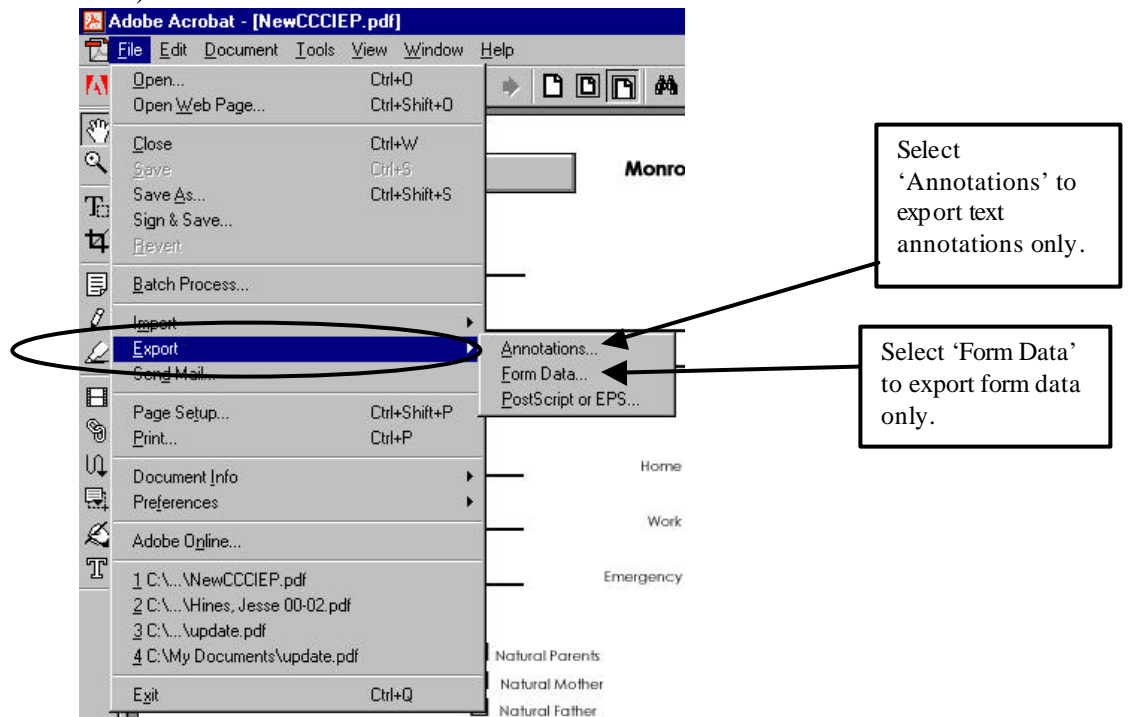 Adobe Acrobat - [NewCCCIEP.pdf]
File Edit Document Tools View Window Help
Open... Ctrl+O
Open Web Page... Ctrl+Shift+O
Close Ctrl+W
Save Ctrl+S
Save As... Ctrl+Shift+S
Sign & Save...
Revert
Batch Process...
Import
Export
Send Mail...
Page Setup... Ctrl+Shift+P
Print... Ctrl+P
Document Info
Preferences
Adobe Online...
1 C:\...\NewCCCIEP.pdf
2 C:\...\Hines, Jesse 00-02.pdf
3 C:\...\update.pdf
4 C:\My Documents\update.pdf
Exit Ctrl+Q
Annotations...
Form Data...
PostScript or EPS...
Monro
Home
Work
Emergency
Natural Parents
Natural Mother
Natural Father
Select
‘Annotations’ to
export text
annotations only.
Select ‘Form Data’
to export form data
only.